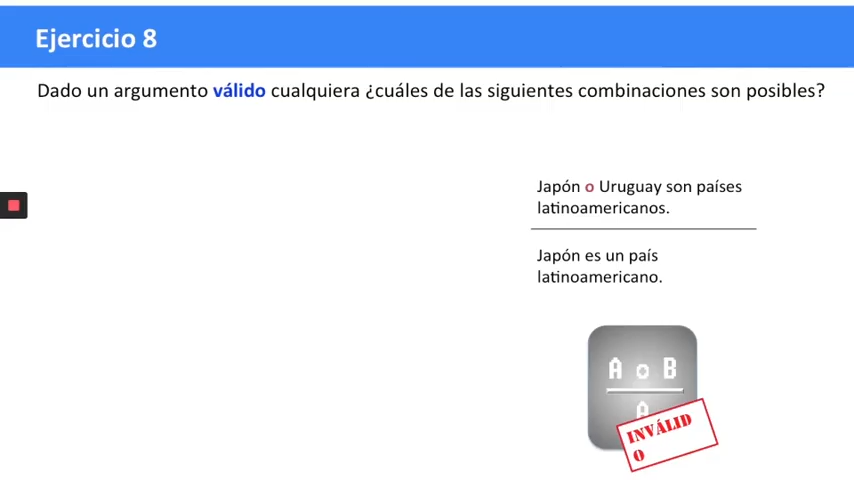 Ejercicio 8
Dado un argumento válido cualquiera ¿cuáles de las siguientes combinaciones son posibles?
Japón o Uruguay son países
latinoamericanos.
Japón es un país
latinoamericano.
A o B
A
INVÁLID
O